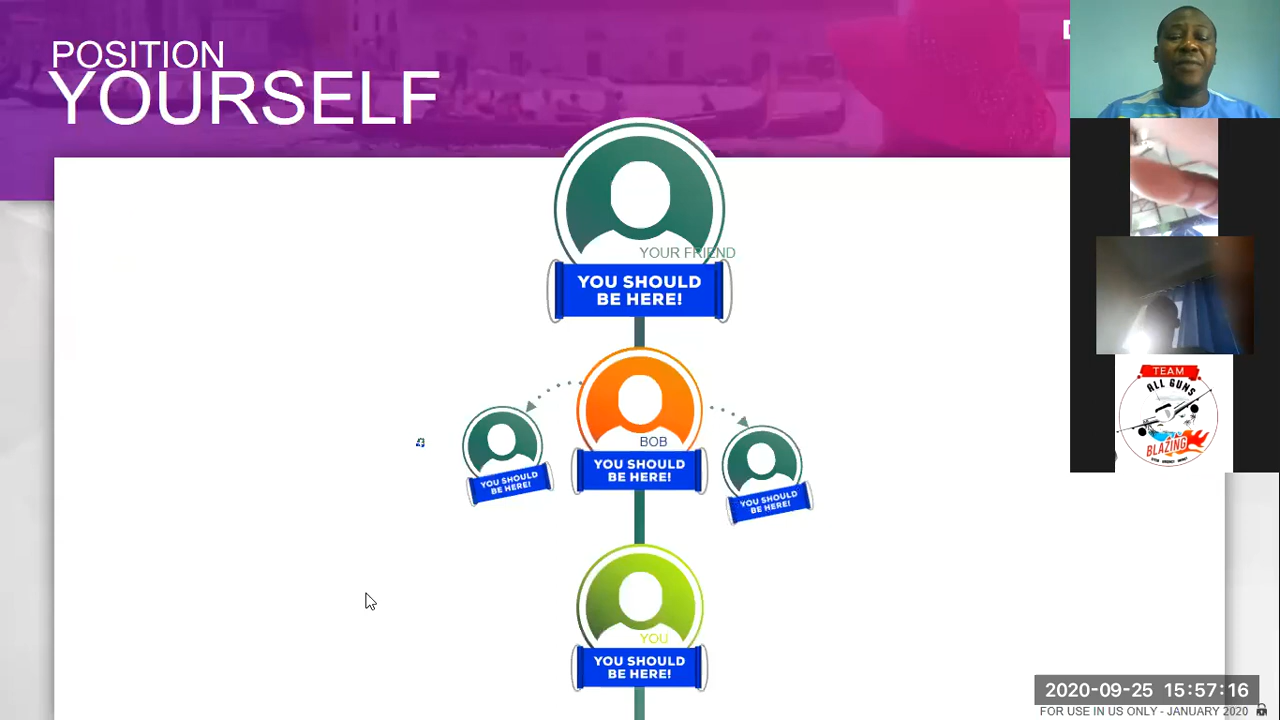 POSITION
YOURSELF
YOUR FRIEND
YOU SHOULD
BE HERE!
BOB
YOU SHOULD
BE HERE!
YOU SHOULD
BE HERE!
YOU SHOULD
BE HERE!
YOU
YOU SHOULD
BE HERE!
TEAM
ALL GUNS
BLAZING
2020-09-25 15:57:16
FOR USE IN US ONLY - JANUARY 2020